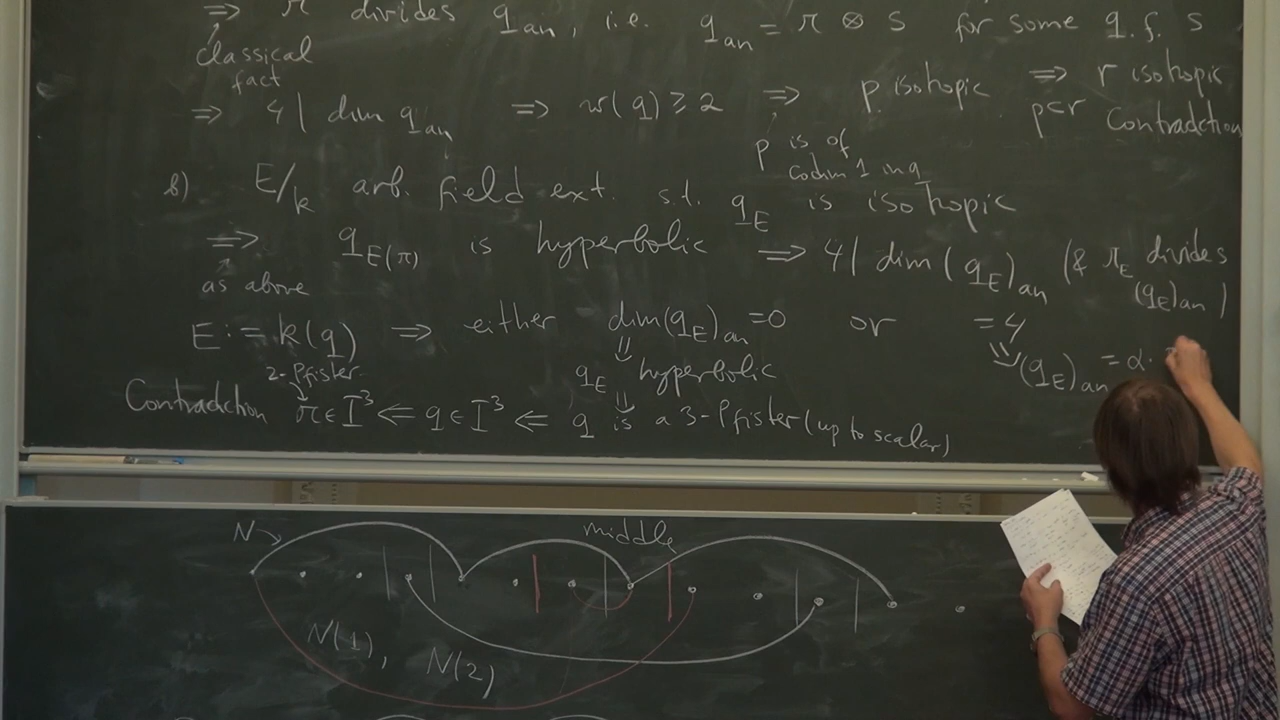 ⇒ π divides q_an, i.e. q_an = π ⊗ S for some q.f. S
classical fact
⇒ 4 | dim q_an ⇒ w(q) ≥ 2 ⇒ p isotropic ⇒ r isotropic
p is of codim 1 in q
p⊂r Contradction
b) E/k arb. field ext. s.t. q_E is isotropic
⇒ q_E(π) is hyperbolic ⇒ 4 | dim (q_E)_an (& π_E divides (q_E)_an)
as above
E := k(q) ⇒ either dim(q_E)_an = 0 or = 4
⇓ q_E hyperbolic
⇓ (q_E)_an = α·
2-Pfister
Contradction π ∈ I³ ⇐ q ∈ I³ ⇐ q is a 3-Pfister (up to scalar)
N middle
N(1), N(2)